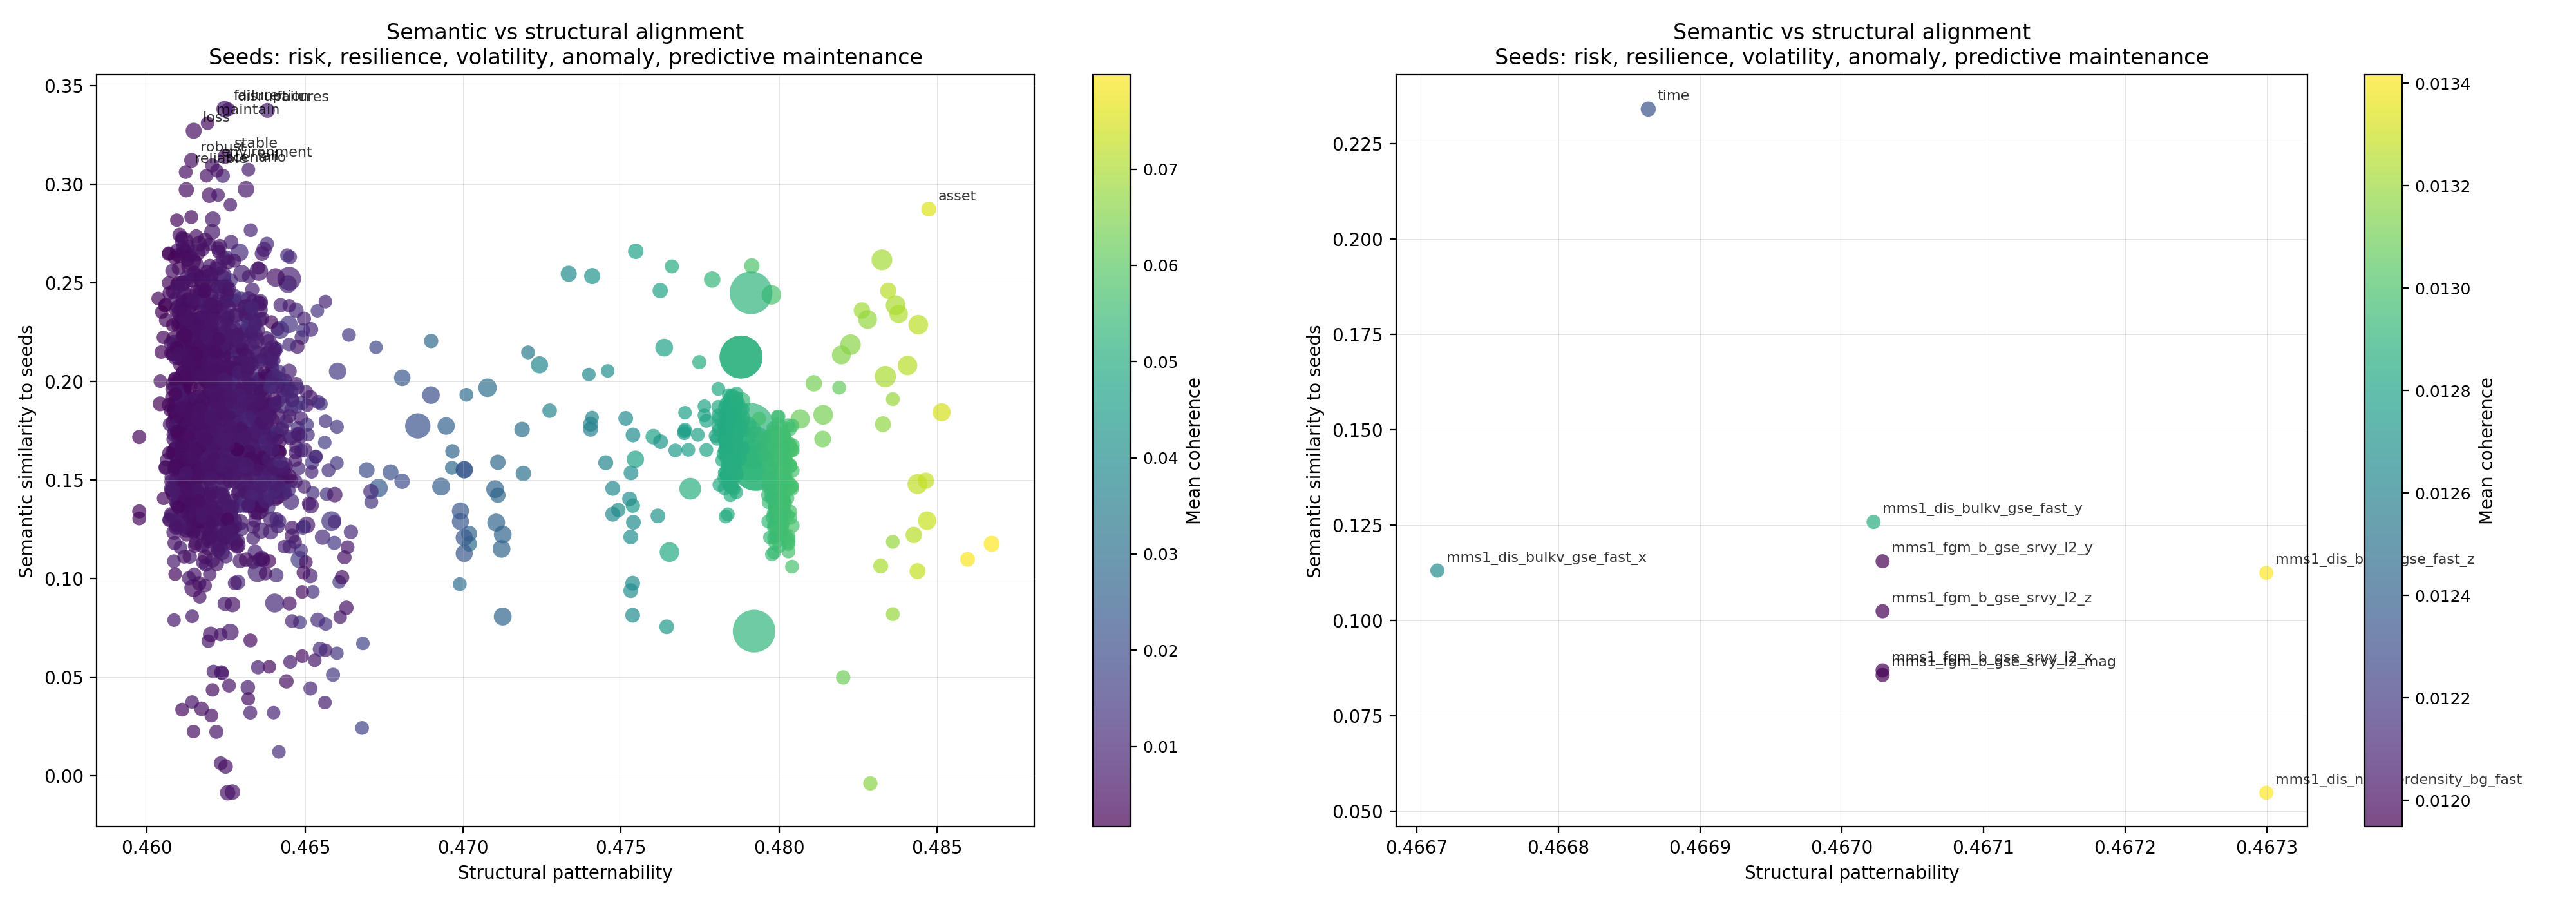 Semantic vs structural alignment
Seeds: risk, resilience, volatility, anomaly, predictive maintenance
0.35
0.30
0.25
0.20
0.15
0.10
0.05
0.00
Semantic similarity to seeds
failures
maintain
loss
stable
robust
environment
reliable
scenario
asset
0.460
0.465
0.470
0.475
0.480
0.485
Structural patternability
0.07
0.06
0.05
0.04
0.03
0.02
0.01
Mean coherence
Semantic vs structural alignment
Seeds: risk, resilience, volatility, anomaly, predictive maintenance
0.225
0.200
0.175
0.150
0.125
0.100
0.075
0.050
Semantic similarity to seeds
time
mms1_dis_bulkv_gse_fast_y
mms1_fgm_b_gse_srvy_l2_y
mms1_dis_bulkv_gse_fast_x
mms1_fgm_b_gse_srvy_l2_z
mms1_fgm_b_gse_srvy_l2_x
mms1_fgm_b_gse_srvy_l2_mag
0.4667
0.4668
0.4669
0.4670
0.4671
0.4672
0.4673
Structural patternability
0.0134
0.0132
0.0130
0.0128
0.0126
0.0124
0.0122
0.0120
Mean coherence